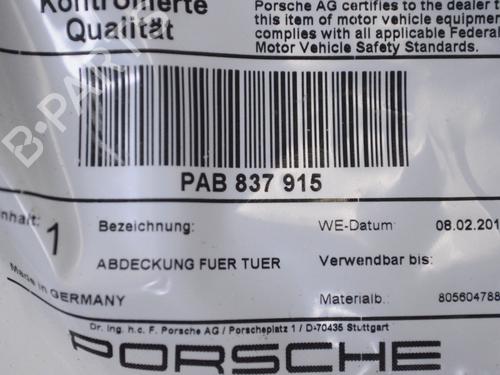 Kontrollierte
Qualität
Porsche AG certifies to the dealer
this item of motor vehicle equipm
complies with all applicable Federal
Motor Vehicle Safety Standards.
B-PARTS
PAB 837 915
Inhalt: 1
Bezeichnung:
WE-Datum:
08.02.201
ABDECKUNG FUER TUER
Verwendbar bis:
Made in GERMANY
Materialb.:
805604788
Dr. Ing. h.c. F. Porsche AG / Porscheplatz 1 / D-70435 Stuttgart
PORSCHE